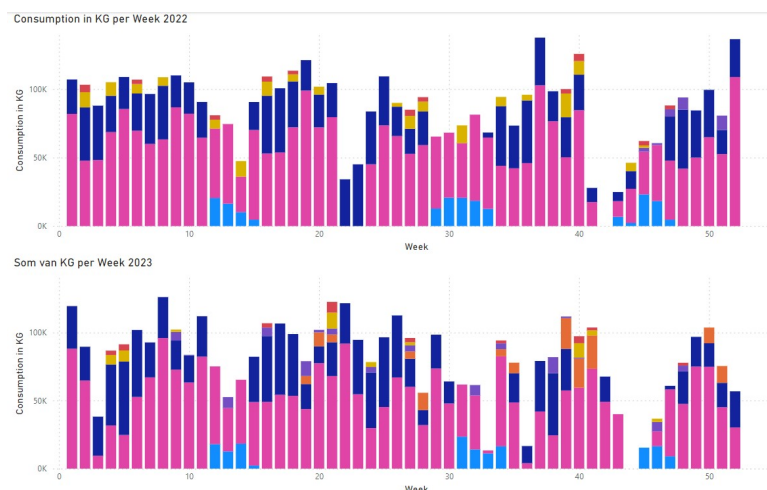 Consumption in KG per Week 2022
Consumption in KG
100K
50K
0K
0 10 20 30 40 50
Week
Som van KG per Week 2023
Consumption in KG
100K
50K
0K
0 10 20 30 40 50
Week